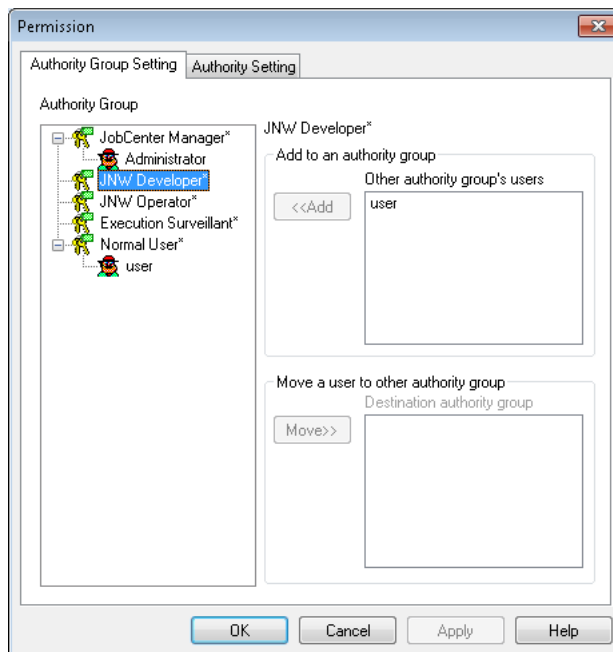 Permission
Authority Group Setting
Authority Setting
Authority Group
JobCenter Manager*
Administrator
JNW Developer*
JNW Operator*
Execution Surveillant*
Normal User*
user
JNW Developer*
Add to an authority group
Other authority group's users
<<Add
user
Move a user to other authority group
Destination authority group
Move>>
OK
Cancel
Apply
Help